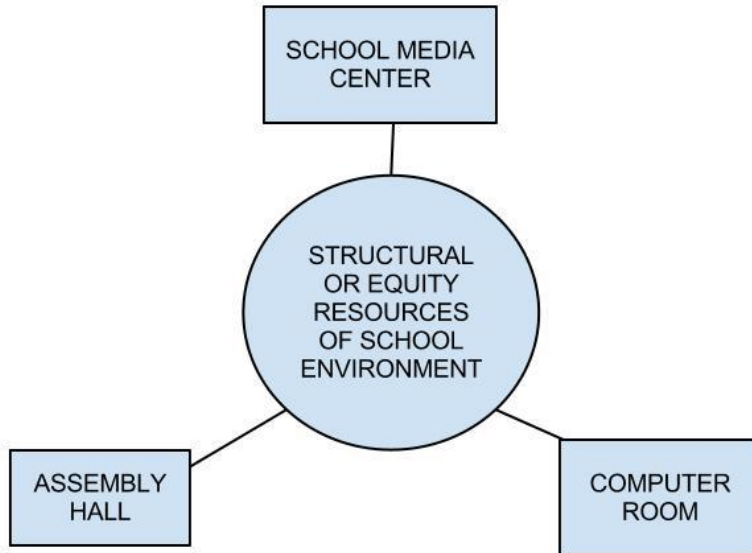 SCHOOL MEDIA
CENTER
STRUCTURAL
OR EQUITY
RESOURCES
OF SCHOOL
ENVIRONMENT
ASSEMBLY
HALL
COMPUTER
ROOM